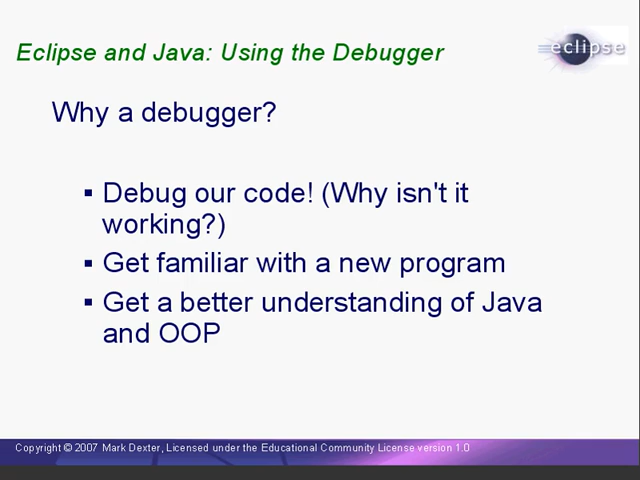 Eclipse and Java: Using the Debugger
eclipse
Why a debugger?
▪ Debug our code! (Why isn't it
working?)
▪ Get familiar with a new program
▪ Get a better understanding of Java
and OOP
Copyright © 2007 Mark Dexter, Licensed under the Educational Community License version 1.0